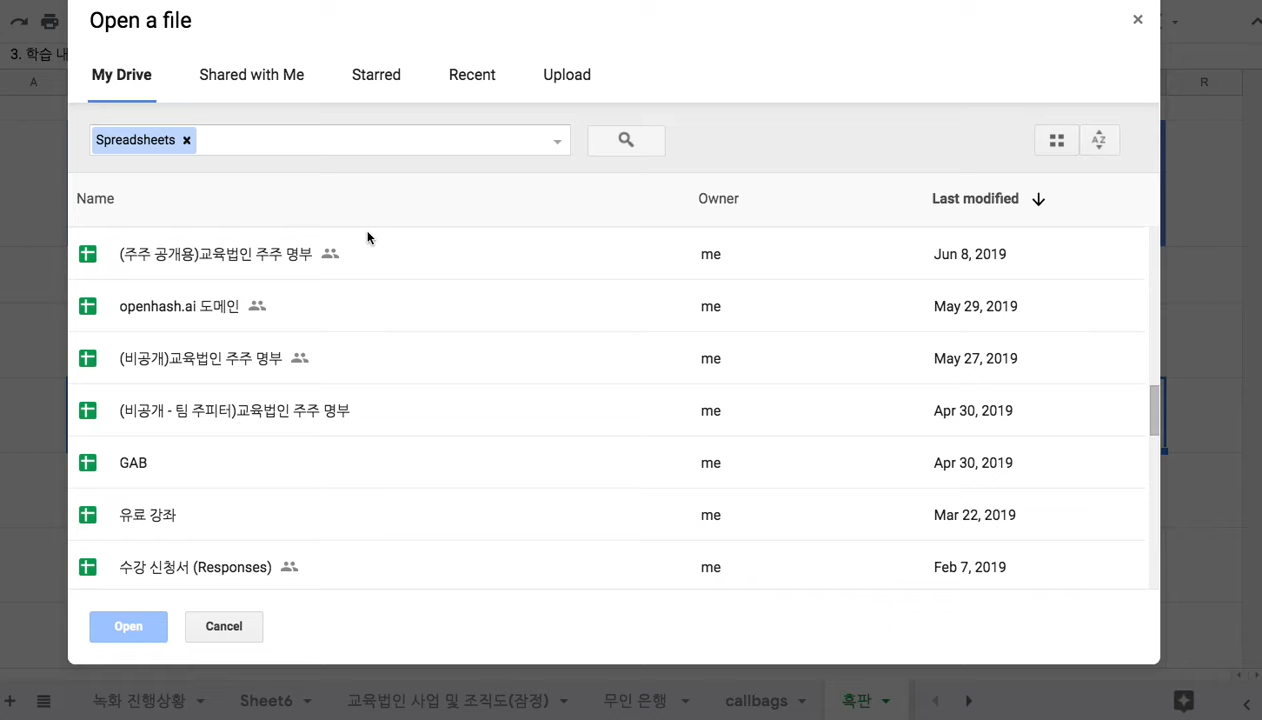 Open a file
3. 학습 내
My Drive Shared with Me Starred Recent Upload
A R
Spreadsheets
AZ
Name Owner Last modified
(주주 공개용)교육법인 주주 명부 me Jun 8, 2019
openhash.ai 도메인 me May 29, 2019
(비공개)교육법인 주주 명부 me May 27, 2019
(비공개 - 팀 주피터)교육법인 주주 명부 me Apr 30, 2019
GAB me Apr 30, 2019
유료 강좌 me Mar 22, 2019
수강 신청서 (Responses) me Feb 7, 2019
Open Cancel
녹화 진행상황 Sheet6 교육법인 사업 및 조직도(잠정) 무인 은행 callbags 흑판